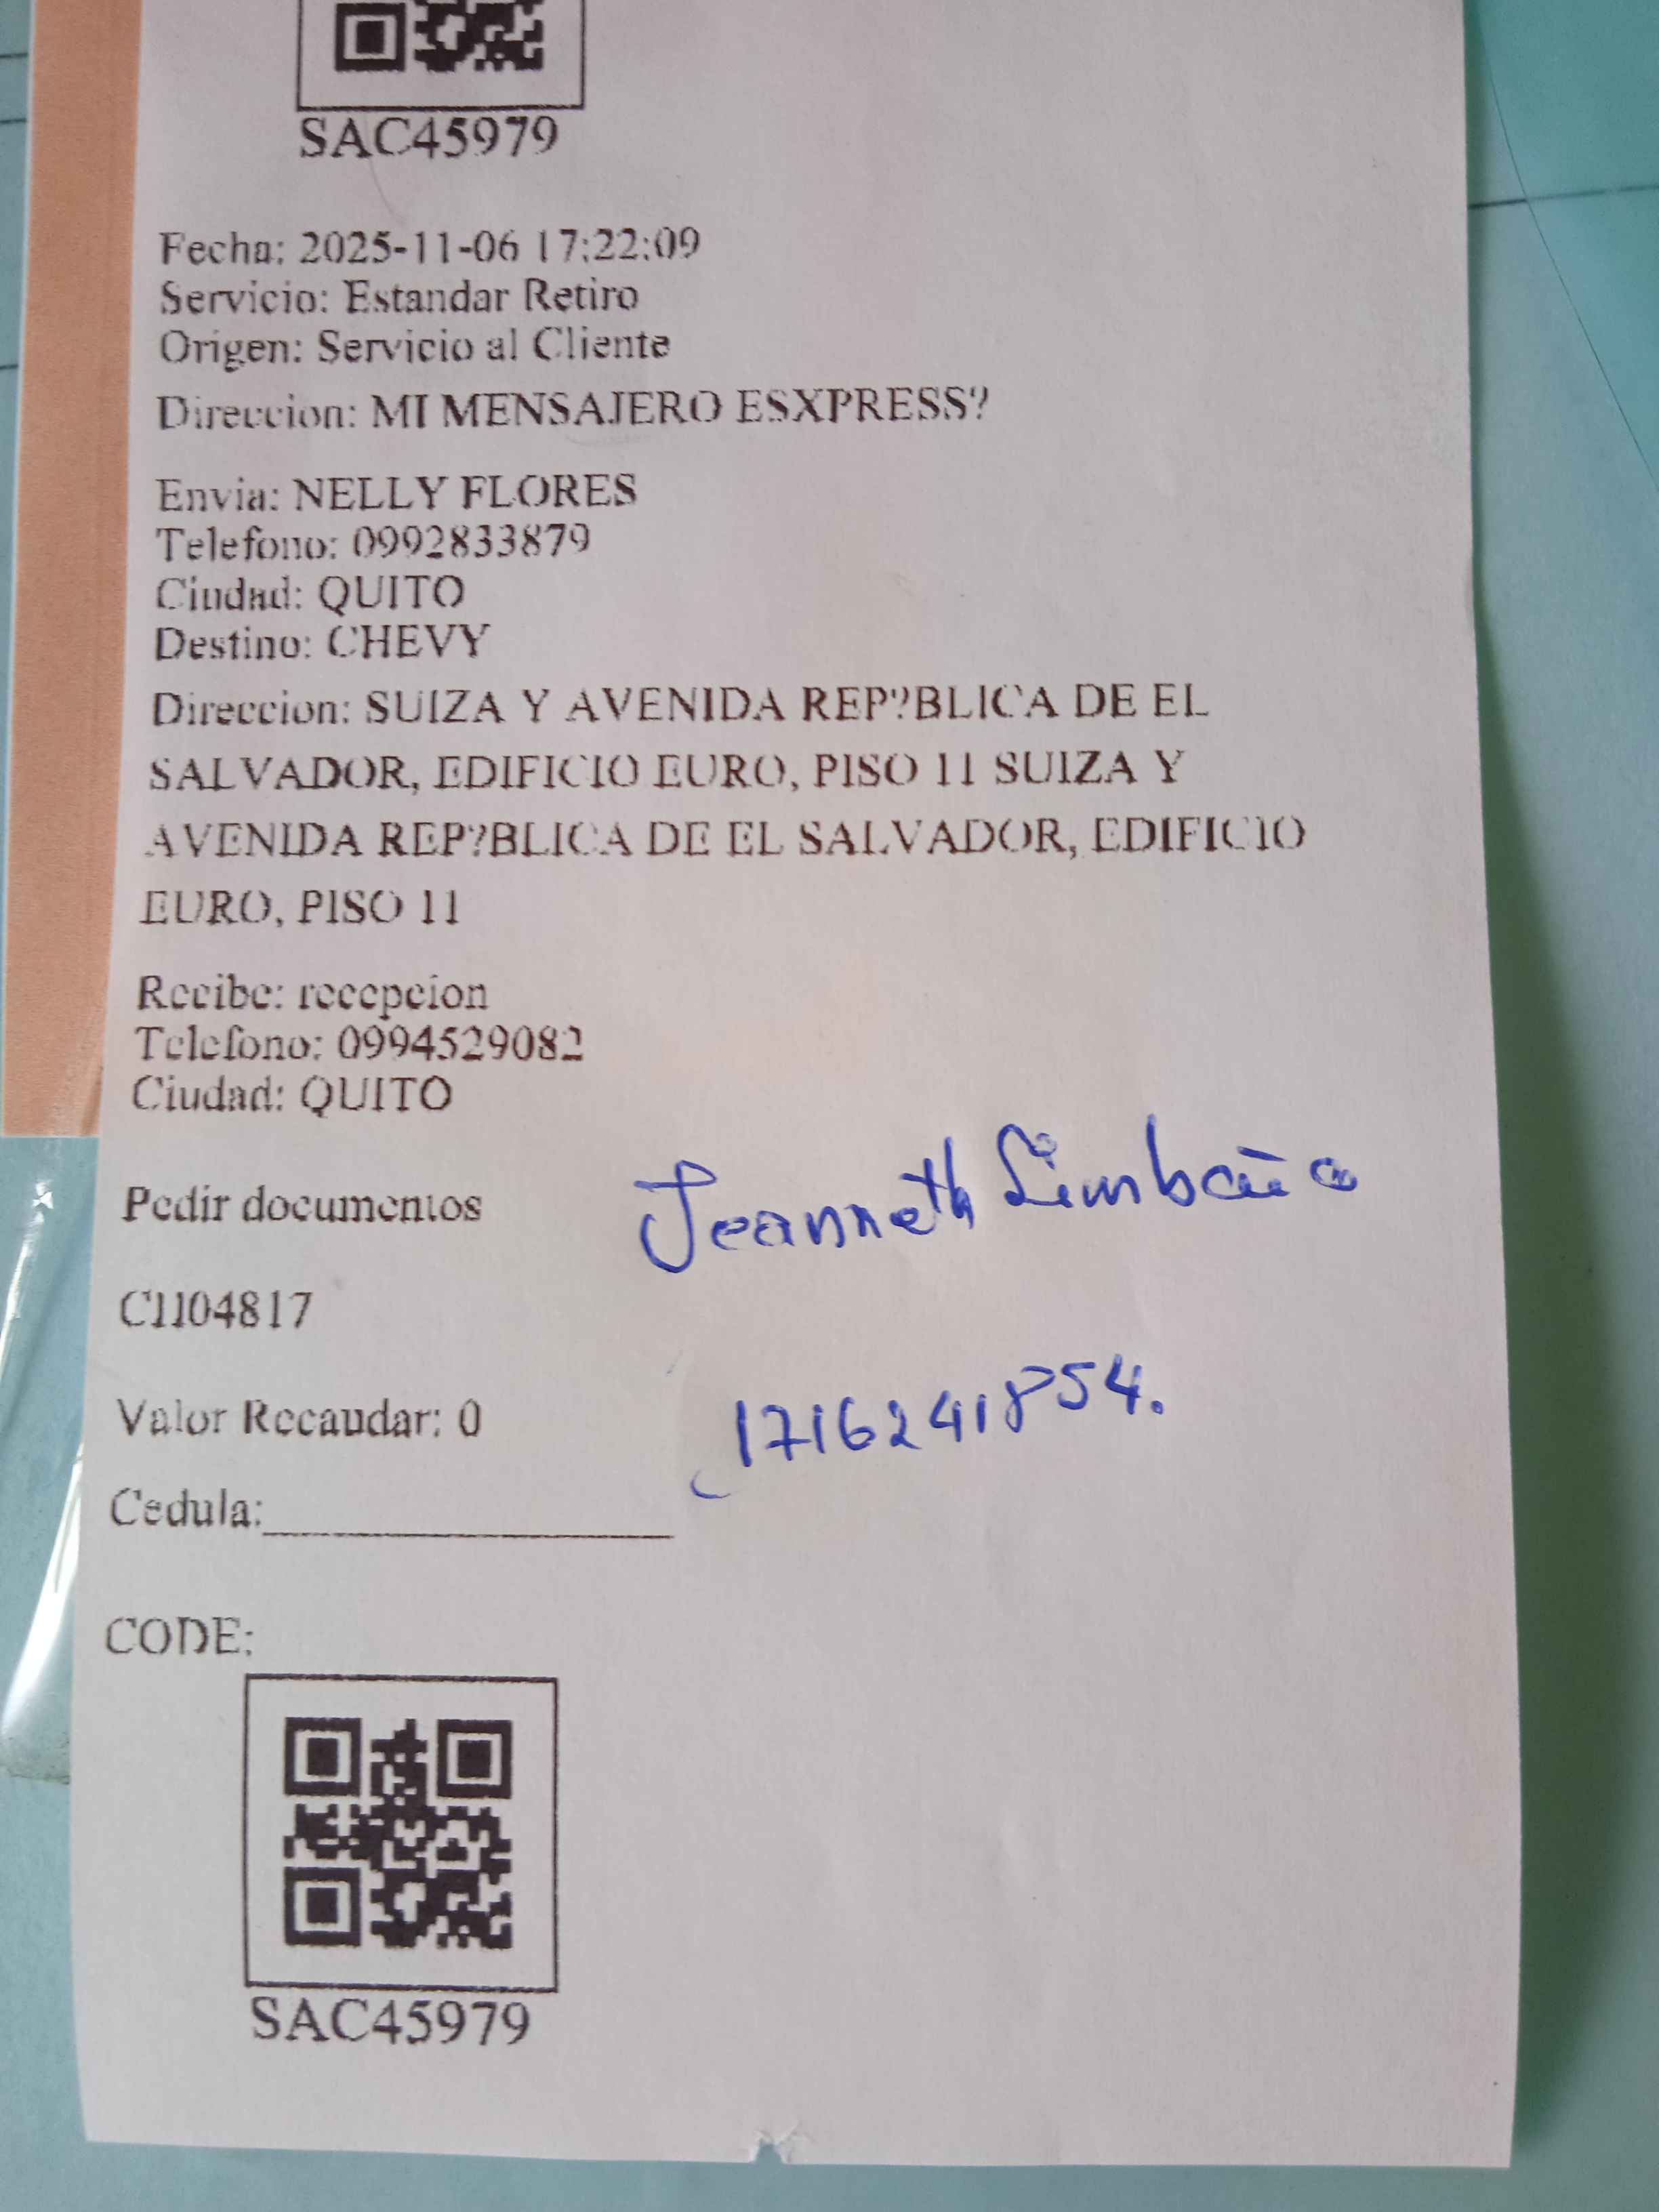 SAC45979
Fecha: 2025-11-06 17:22:09
Servicio: Estandar Retiro
Origen: Servicio al Cliente
Direccion: MI MENSAJERO ESXPRESS?
Envia: NELLY FLORES
Telefono: 0992833879
Ciudad: QUITO
Destino: CHEVY
Direccion: SUIZA Y AVENIDA REP?BLICA DE EL
SALVADOR, EDIFICIO EURO, PISO 11 SUIZA Y
AVENIDA REP?BLICA DE EL SALVADOR, EDIFICIO
EURO, PISO 11
Recibe: recepcion
Telefono: 0994529082
Ciudad: QUITO
Pedir documentos
Jeanneth
C1104817
Valor Recaudar: 0
1716241854.
Cedula:
CODE:
SAC45979